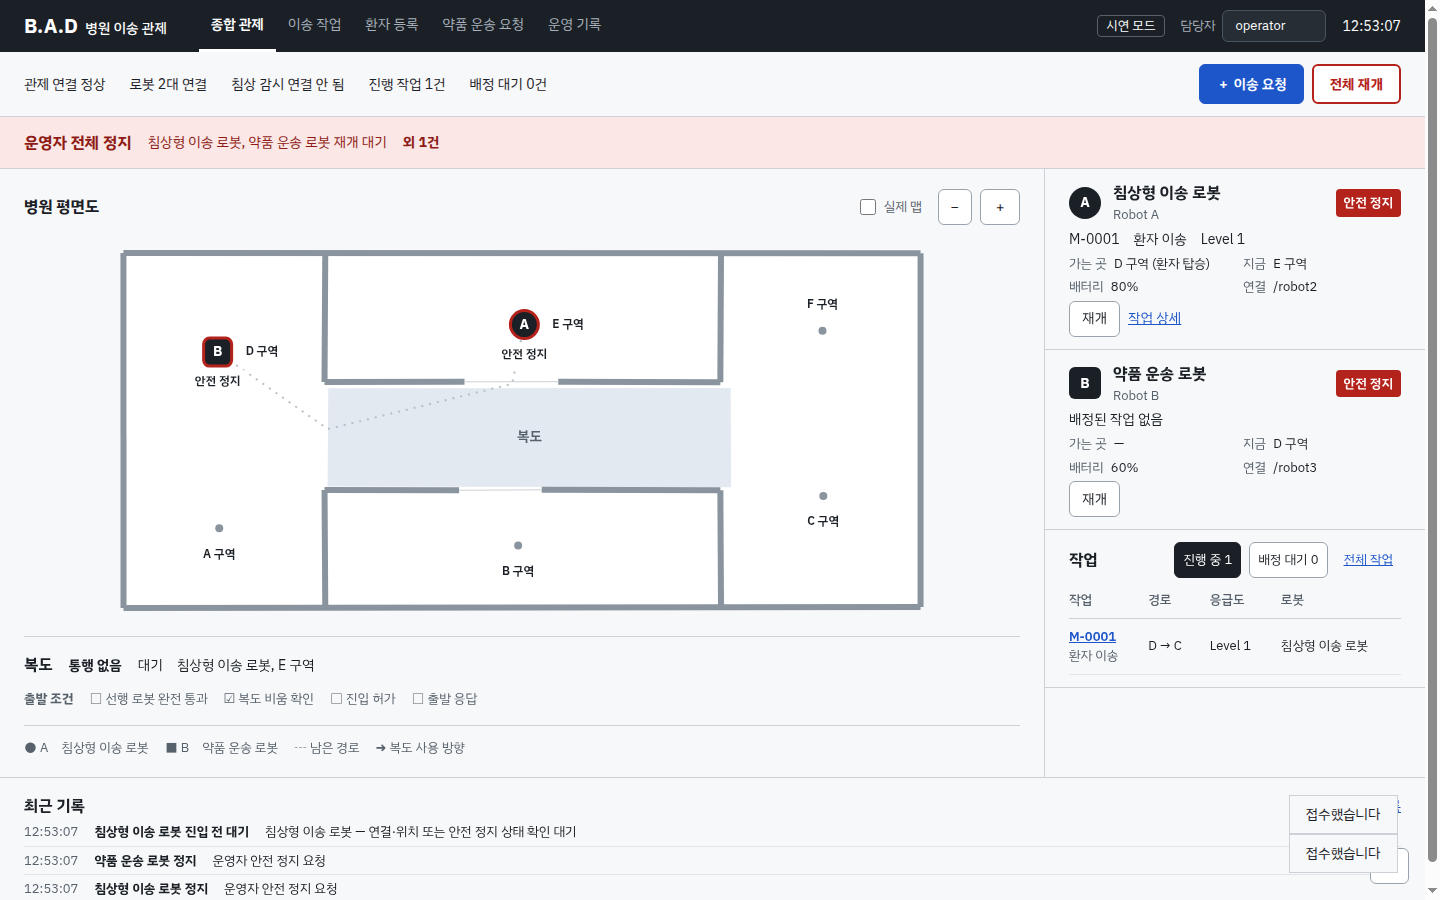 B.A.D 병원 이송 관제
종합 관제
이송 작업
환자 등록
약품 운송 요청
운영 기록
시연 모드
담당자
operator
12:53:07
관제 연결 정상
로봇 2대 연결
침상 감시 연결 안 됨
진행 작업 1건
배정 대기 0건
+ 이송 요청
전체 재개
운영자 전체 정지
침상형 이송 로봇, 약품 운송 로봇 재개 대기
외 1건
병원 평면도
실제 맵
−
+
F 구역
A
E 구역
안전 정지
B
D 구역
안전 정지
복도
C 구역
A 구역
B 구역
복도 통행 없음 대기 침상형 이송 로봇, E 구역
출발 조건 ☐ 선행 로봇 완전 통과 ☑ 복도 비움 확인 ☐ 진입 허가 ☐ 출발 응답
● A 침상형 이송 로봇 ■ B 약품 운송 로봇 --- 남은 경로 ➜ 복도 사용 방향
A
침상형 이송 로봇
Robot A
안전 정지
M-0001 환자 이송 Level 1
가는 곳 D 구역 (환자 탑승) 지금 E 구역
배터리 80% 연결 /robot2
재개
작업 상세
B
약품 운송 로봇
Robot B
안전 정지
배정된 작업 없음
가는 곳 — 지금 D 구역
배터리 60% 연결 /robot3
재개
작업
진행 중 1
배정 대기 0
전체 작업
작업 경로 응급도 로봇
M-0001
환자 이송
D → C
Level 1
침상형 이송 로봇
최근 기록
12:53:07 침상형 이송 로봇 진입 전 대기 침상형 이송 로봇 — 연결·위치 또는 안전 정지 상태 확인 대기
12:53:07 약품 운송 로봇 정지 운영자 안전 정지 요청
12:53:07 침상형 이송 로봇 정지 운영자 안전 정지 요청
접수했습니다
접수했습니다